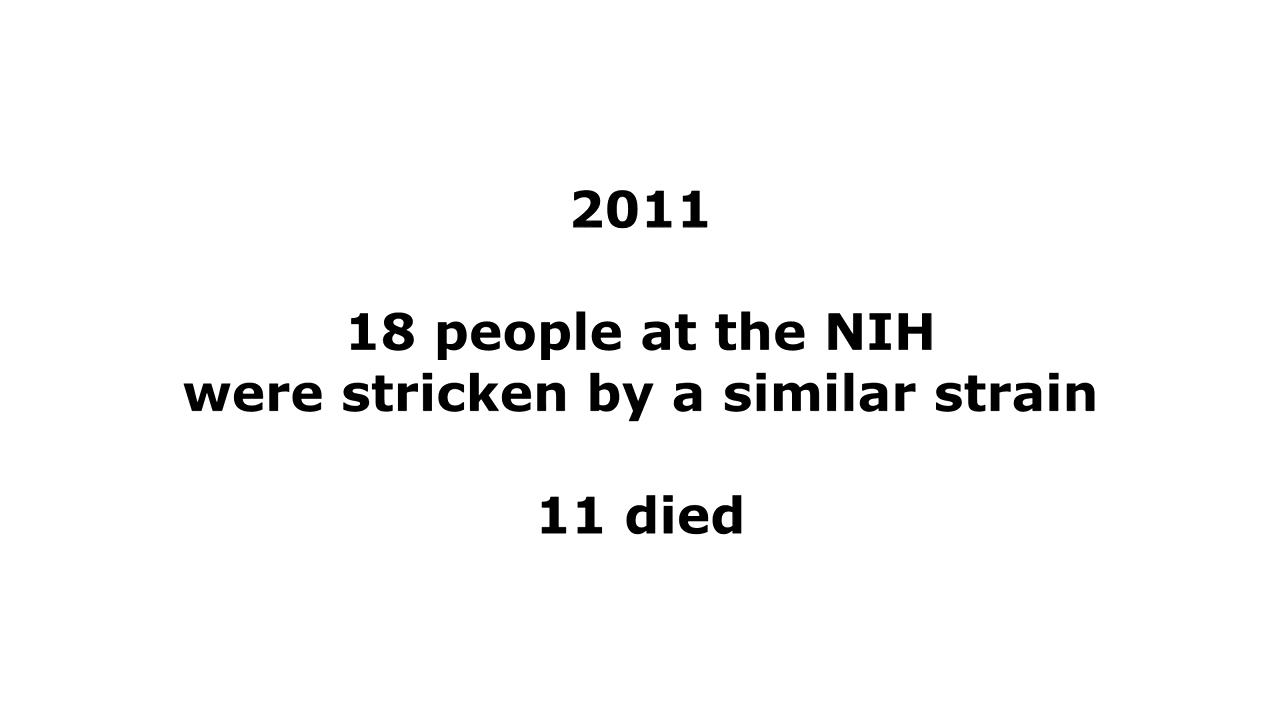 2011
18 people at the NIH
were stricken by a similar strain
11 died